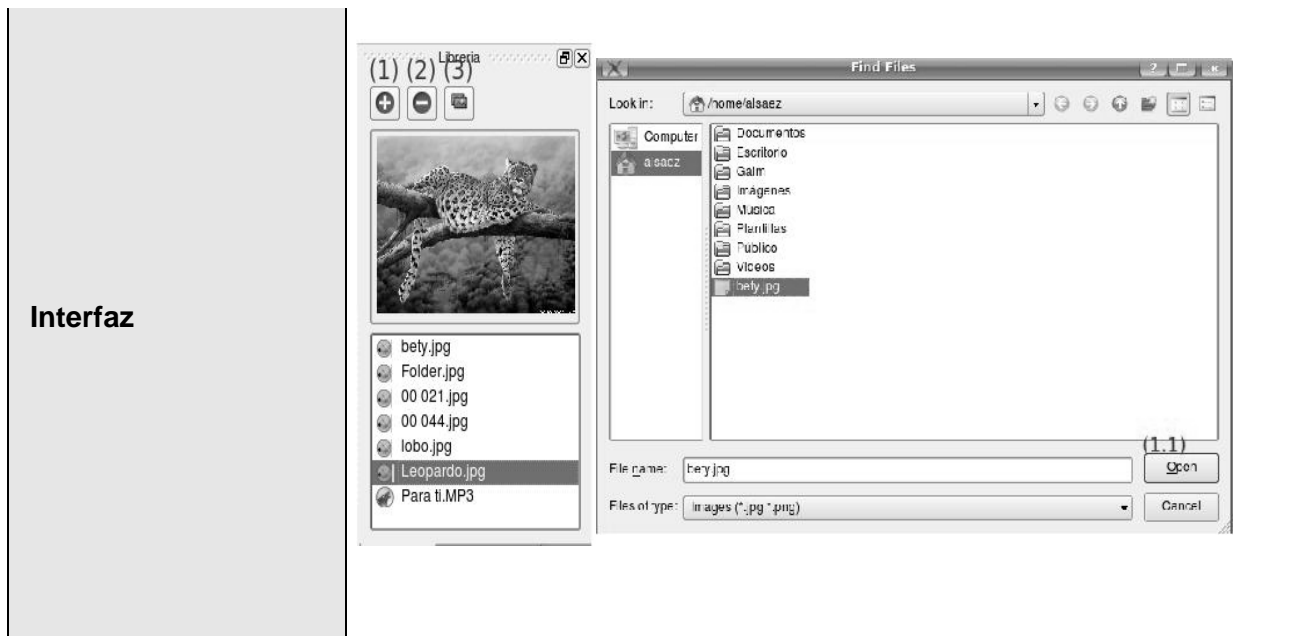 Interfaz
Libreria
(1) (2) (3)
bety.jpg
Folder.jpg
00 021.jpg
00 044.jpg
lobo.jpg
Leopardo.jpg
Para ti.MP3
Find Files
Look in: /home/alsaez
Computer
alsaez
Documentos
Escritorio
Imágenes
Musica
Plantillas
Publico
Videos
bety.jpg
(1.1)
File name: bety.jpg
Open
Files of type: Images (*.jpg *.png)
Cancel